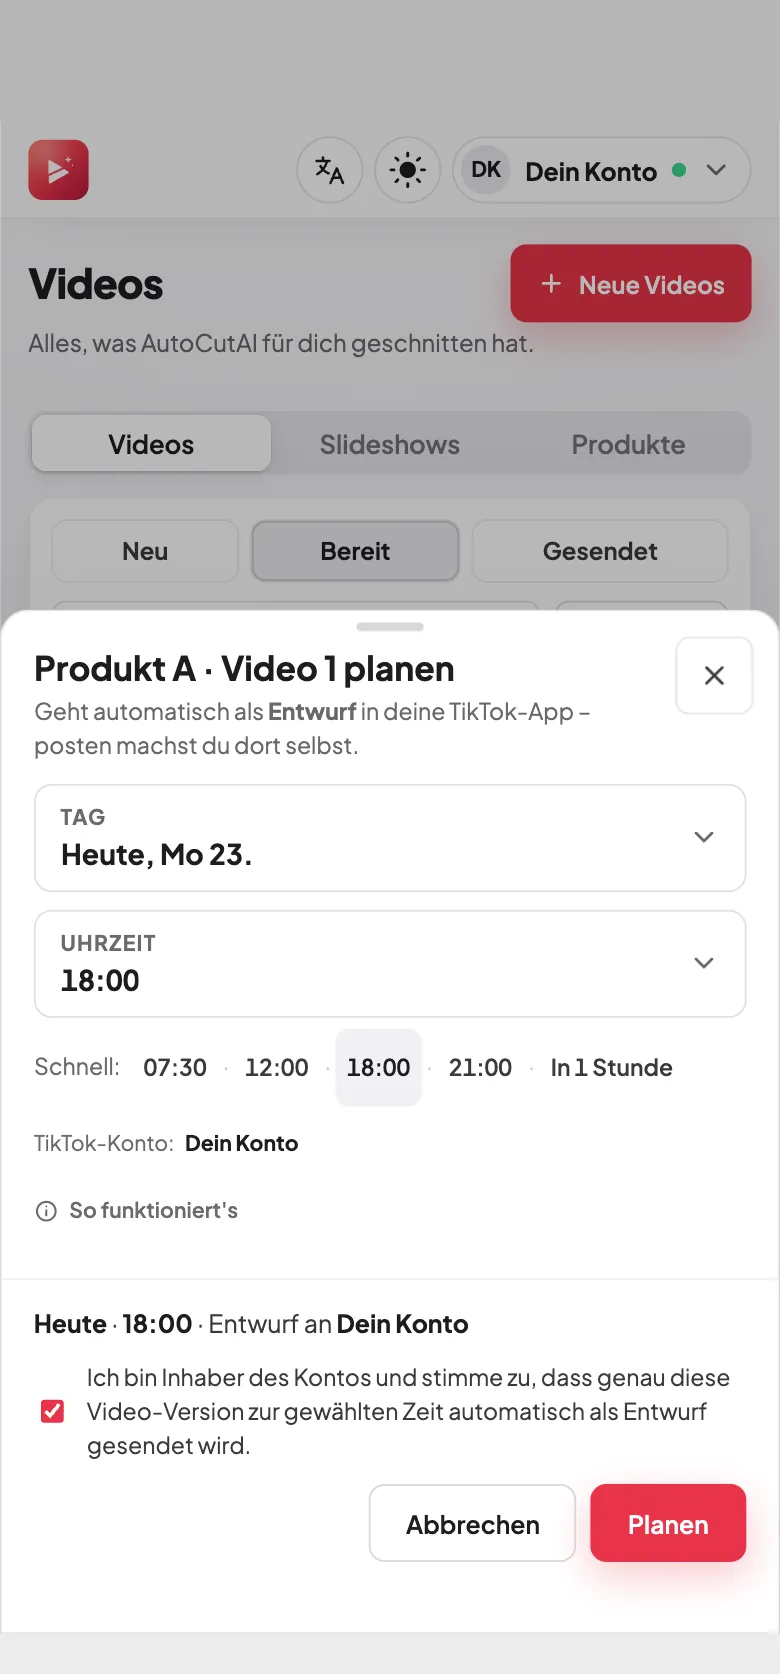 DK Dein Konto
Videos
+ Neue Videos
Alles, was AutoCutAI für dich geschnitten hat.
Videos Slideshows Produkte
Neu Bereit Gesendet
Produkt A · Video 1 planen
Geht automatisch als Entwurf in deine TikTok-App –
posten machst du dort selbst.
TAG
Heute, Mo 23.
UHRZEIT
18:00
Schnell: 07:30 · 12:00 · 18:00 · 21:00 · In 1 Stunde
TikTok-Konto: Dein Konto
So funktioniert's
Heute · 18:00 · Entwurf an Dein Konto
Ich bin Inhaber des Kontos und stimme zu, dass genau diese
Video-Version zur gewählten Zeit automatisch als Entwurf
gesendet wird.
Abbrechen Planen